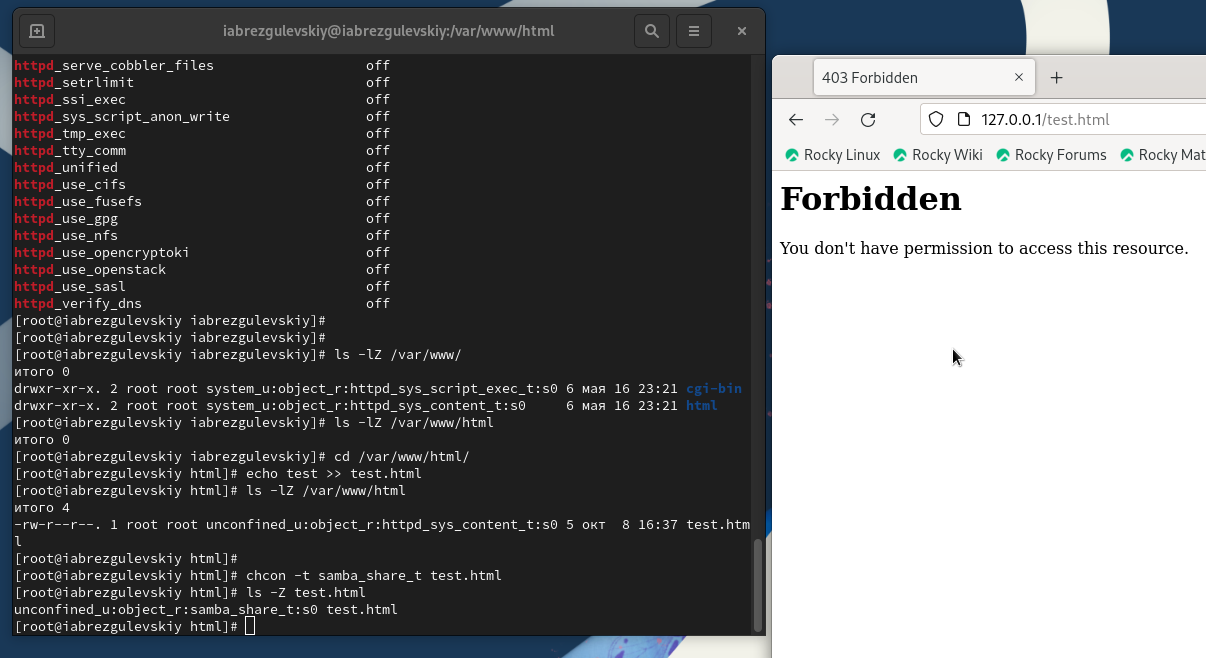 iabrezgulevskiy@iabrezgulevskiy:/var/www/html
httpd_serve_cobbler_files off
httpd_setrlimit off
httpd_ssi_exec off
httpd_sys_script_anon_write off
httpd_tmp_exec off
httpd_tty_comm off
httpd_unified off
httpd_use_cifs off
httpd_use_fusefs off
httpd_use_gpg off
httpd_use_nfs off
httpd_use_opencryptoki off
httpd_use_openstack off
httpd_use_sasl off
httpd_verify_dns off
[root@iabrezgulevskiy iabrezgulevskiy]#
[root@iabrezgulevskiy iabrezgulevskiy]#
[root@iabrezgulevskiy iabrezgulevskiy]# ls -lZ /var/www/
итого 0
drwxr-xr-x. 2 root root system_u:object_r:httpd_sys_script_exec_t:s0 6 мая 16 23:21 cgi-bin
drwxr-xr-x. 2 root root system_u:object_r:httpd_sys_content_t:s0 6 мая 16 23:21 html
[root@iabrezgulevskiy iabrezgulevskiy]# ls -lZ /var/www/html
итого 0
[root@iabrezgulevskiy iabrezgulevskiy]# cd /var/www/html/
[root@iabrezgulevskiy html]# echo test >> test.html
[root@iabrezgulevskiy html]# ls -lZ /var/www/html
итого 4
-rw-r--r--. 1 root root unconfined_u:object_r:httpd_sys_content_t:s0 5 окт 8 16:37 test.htm
l
[root@iabrezgulevskiy html]#
[root@iabrezgulevskiy html]# chcon -t samba_share_t test.html
[root@iabrezgulevskiy html]# ls -Z test.html
unconfined_u:object_r:samba_share_t:s0 test.html
[root@iabrezgulevskiy html]#
403 Forbidden
127.0.0.1/test.html
Rocky Linux Rocky Wiki Rocky Forums Rocky Mat
Forbidden
You don't have permission to access this resource.